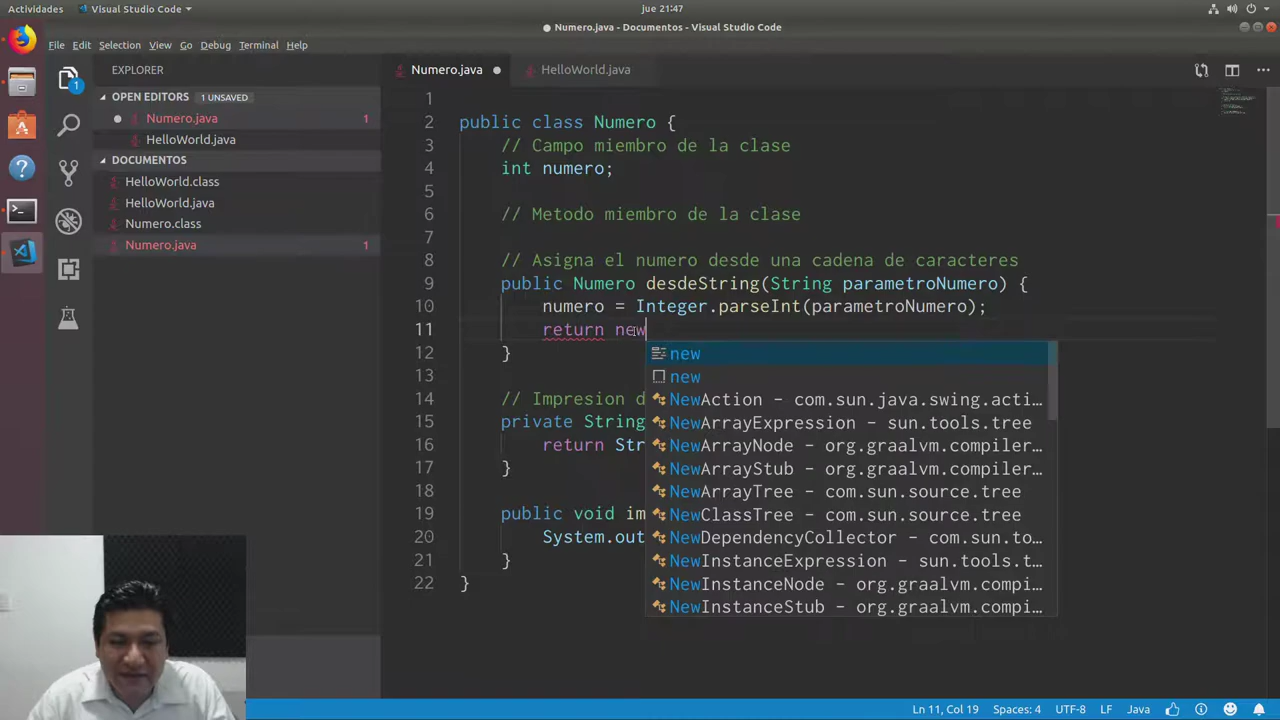 Actividades
Visual Studio Code
jue 21:47
Numero.java - Documentos - Visual Studio Code
File Edit Selection View Go Debug Terminal Help
EXPLORER
OPEN EDITORS 1 UNSAVED
Numero.java 1
HelloWorld.java
DOCUMENTOS
HelloWorld.class
HelloWorld.java
Numero.class
Numero.java 1
1
Numero.java
HelloWorld.java
1
2 public class Numero {
3 // Campo miembro de la clase
4 int numero;
5
6 // Metodo miembro de la clase
7
8 // Asigna el numero desde una cadena de caracteres
9 public Numero desdeString(String parametroNumero) {
10 numero = Integer.parseInt(parametroNumero);
11 return new
12 }
13
14 // Impresion d
15 private String
16 return Str
17 }
18
19 public void im
20 System.out
21 }
22 }
new
new
NewAction - com.sun.java.swing.acti...
NewArrayExpression - sun.tools.tree
NewArrayNode - org.graalvm.compiler...
NewArrayStub - org.graalvm.compiler...
NewArrayTree - com.sun.source.tree
NewClassTree - com.sun.source.tree
NewDependencyCollector - com.sun.to...
NewInstanceExpression - sun.tools.t...
NewInstanceNode - org.graalvm.compi...
NewInstanceStub - org.graalvm.compi...
Ln 11, Col 19 Spaces: 4 UTF-8 LF Java